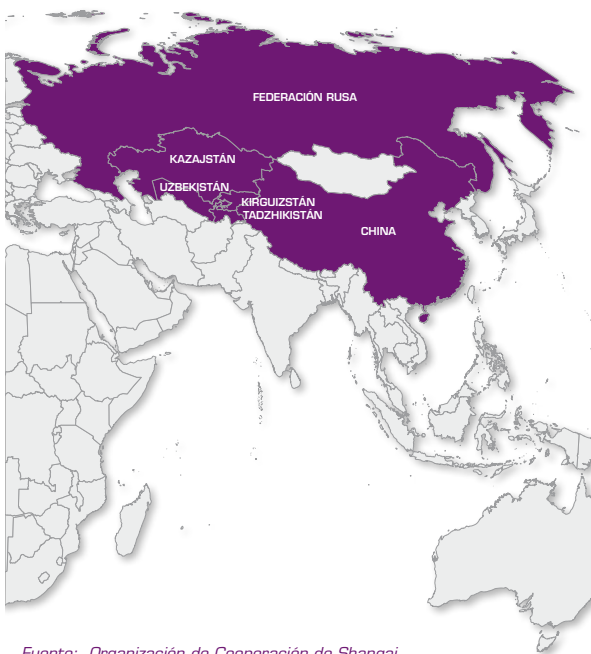 FEDERACIÓN RUSA
KAZAJSTÁN
UZBEKISTÁN
KIRGUIZSTÁN
TADZHIKISTÁN
CHINA
Fuente: Organización de Cooperación de Shangai